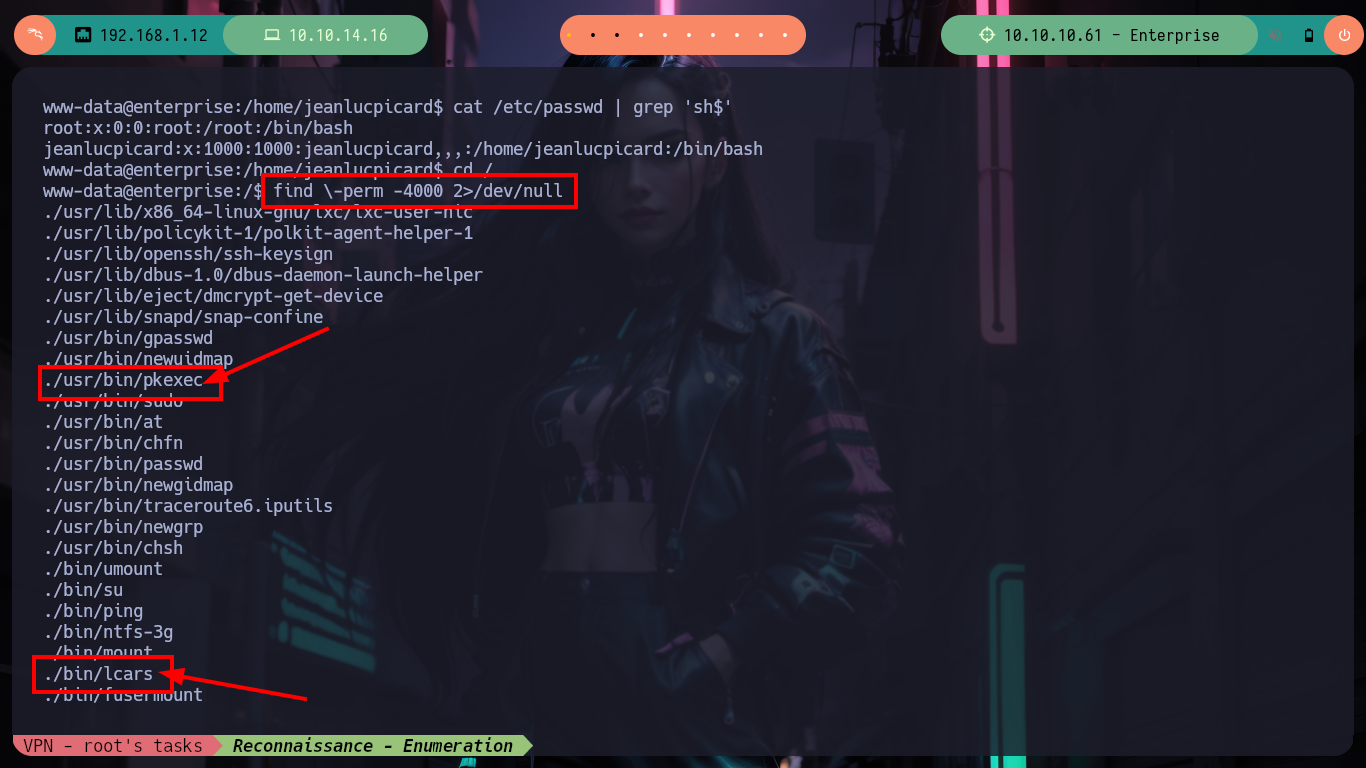 192.168.1.12
10.10.14.16
10.10.10.61 - Enterprise
www-data@enterprise:/home/jeanlucpicard$ cat /etc/passwd | grep 'sh$'
root:x:0:0:root:/root:/bin/bash
jeanlucpicard:x:1000:1000:jeanlucpicard,,,:/home/jeanlucpicard:/bin/bash
www-data@enterprise:/home/jeanlucpicard$ cd /
www-data@enterprise:/$ find \-perm -4000 2>/dev/null
./usr/lib/x86_64-linux-gnu/lxc/lxc-user-nic
./usr/lib/policykit-1/polkit-agent-helper-1
./usr/lib/openssh/ssh-keysign
./usr/lib/dbus-1.0/dbus-daemon-launch-helper
./usr/lib/eject/dmcrypt-get-device
./usr/lib/snapd/snap-confine
./usr/bin/gpasswd
./usr/bin/newuidmap
./usr/bin/pkexec
./usr/bin/sudo
./usr/bin/at
./usr/bin/chfn
./usr/bin/passwd
./usr/bin/newgidmap
./usr/bin/traceroute6.iputils
./usr/bin/newgrp
./usr/bin/chsh
./bin/umount
./bin/su
./bin/ping
./bin/ntfs-3g
./bin/mount
./bin/lcars
./bin/fusermount
VPN - root's tasks
Reconnaissance - Enumeration